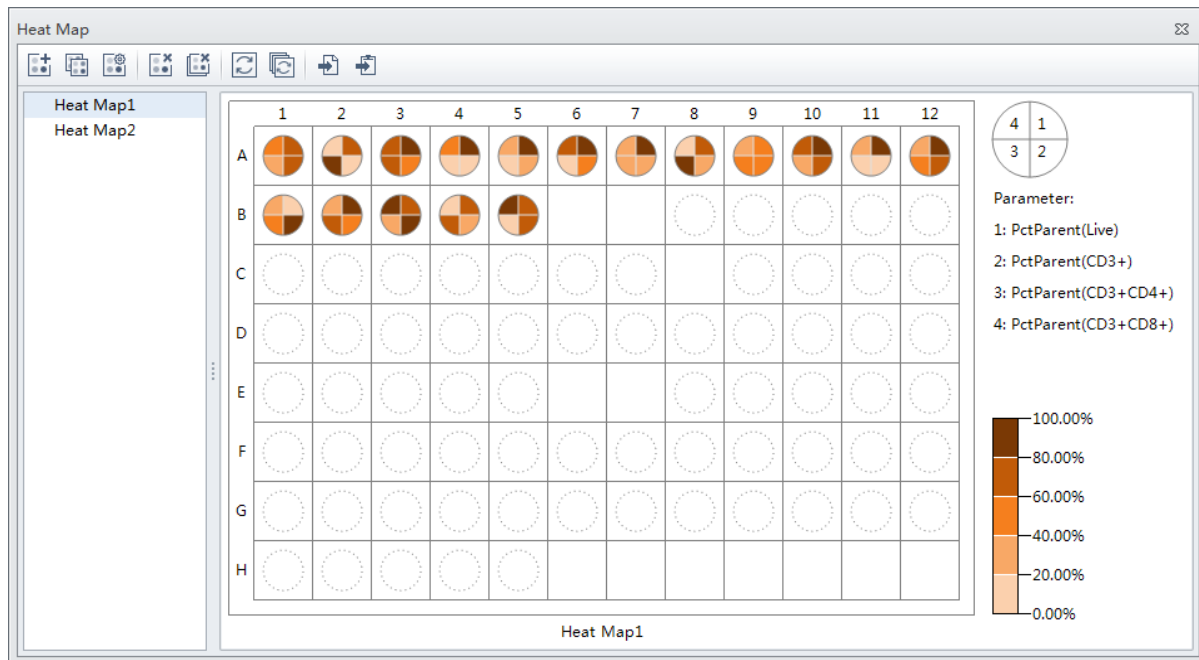 Heat Map
Heat Map1
Heat Map2
1 2 3 4 5 6 7 8 9 10 11 12
A
B
C
D
E
F
G
H
Heat Map1
4 1
3 2
Parameter:
1: PctParent(Live)
2: PctParent(CD3+)
3: PctParent(CD3+CD4+)
4: PctParent(CD3+CD8+)
100.00%
80.00%
60.00%
40.00%
20.00%
0.00%